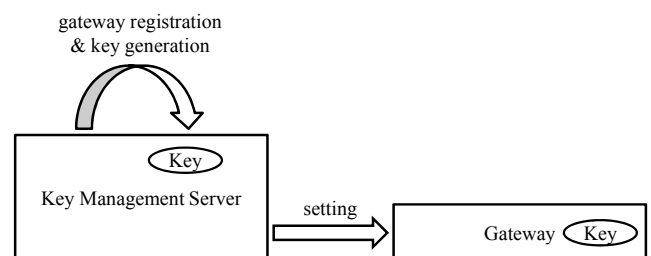 gateway registration
& key generation
Key
Key Management Server
setting
Gateway Key